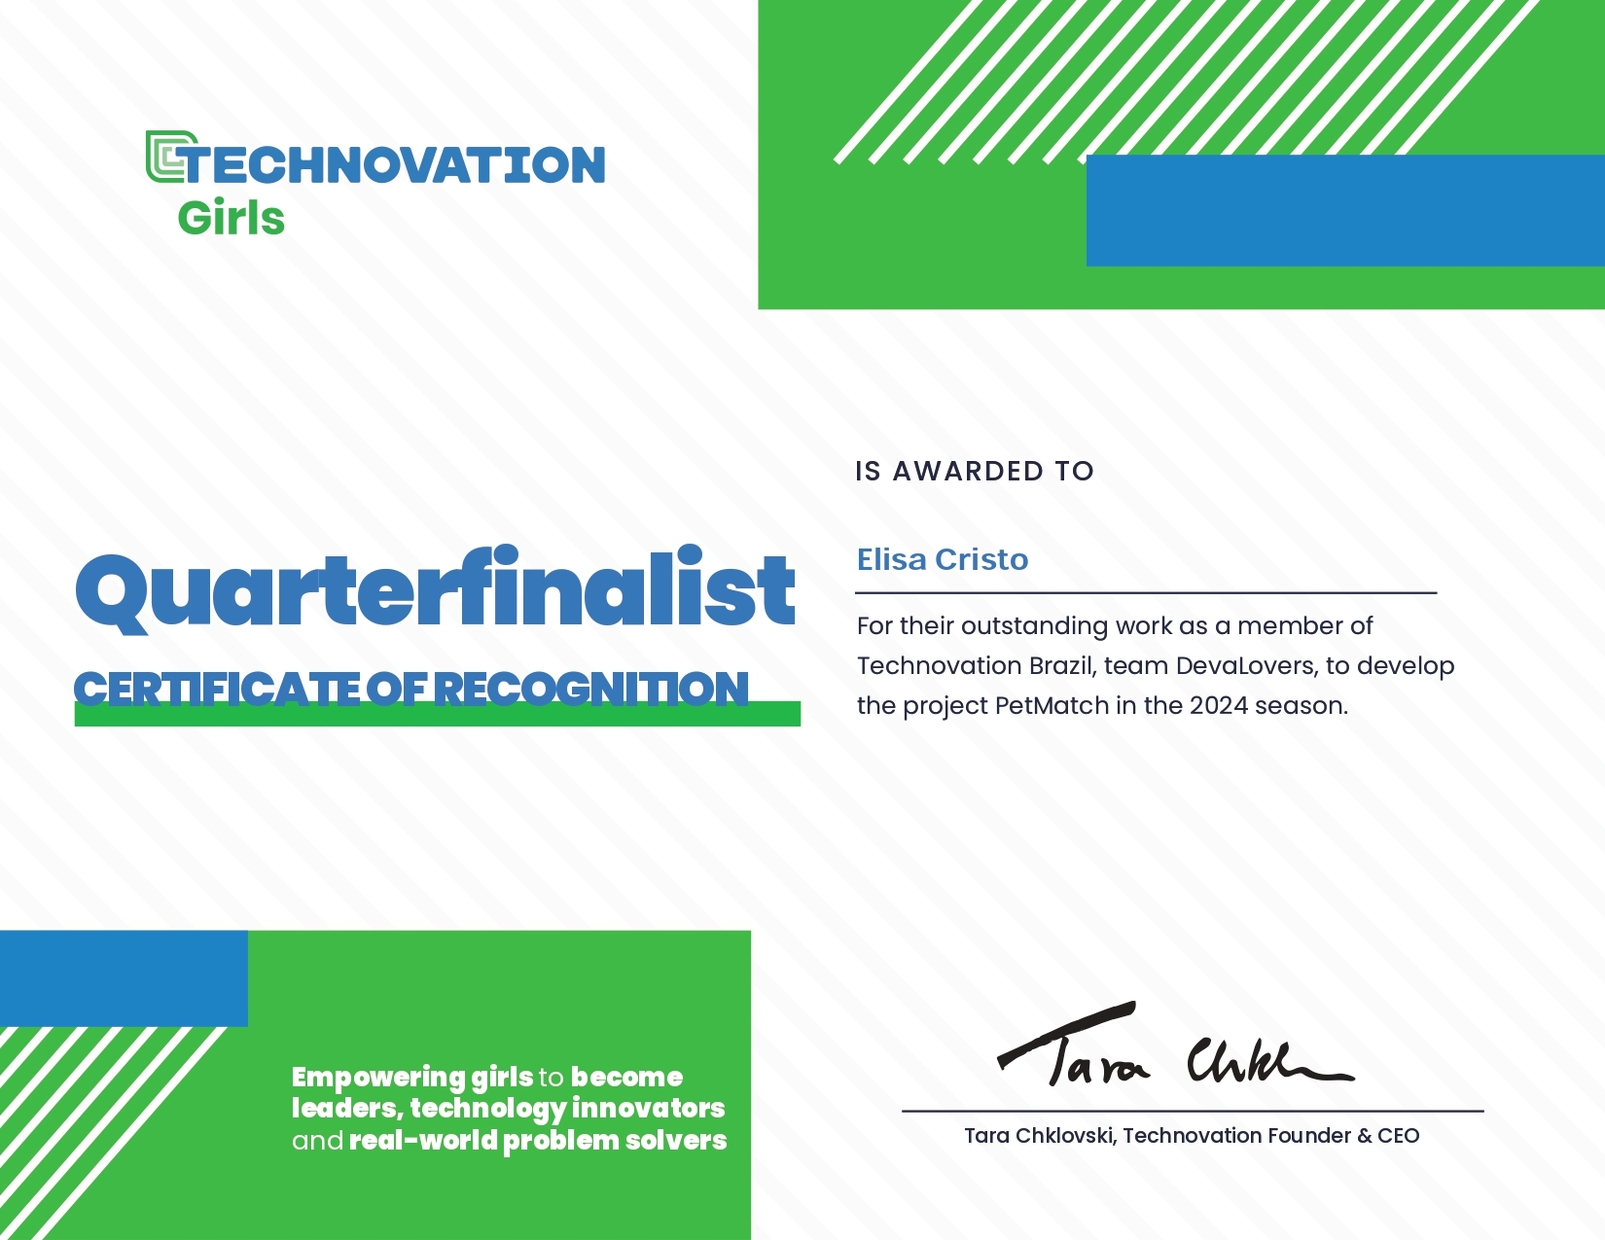 TECHNOVATION
Girls
Quarterfinalist
CERTIFICATE OF RECOGNITION
IS AWARDED TO
Elisa Cristo
For their outstanding work as a member of
Technovation Brazil, team DevaLovers, to develop
the project PetMatch in the 2024 season.
Empowering girls to become
leaders, technology innovators
and real-world problem solvers
Tara Chklovski, Technovation Founder & CEO